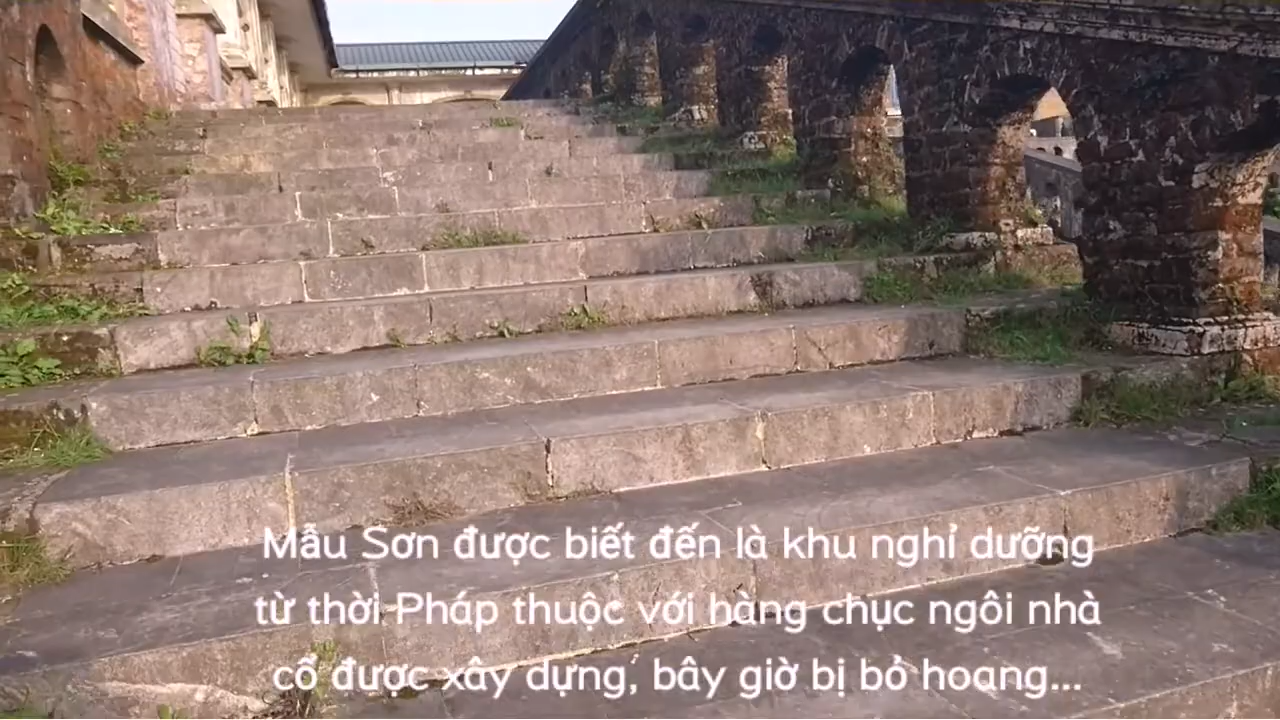 Mẫu Sơn được biết đến là khu nghỉ dưỡng
từ thời Pháp thuộc với hàng chục ngôi nhà
cổ được xây dựng, bây giờ bị bỏ hoang...